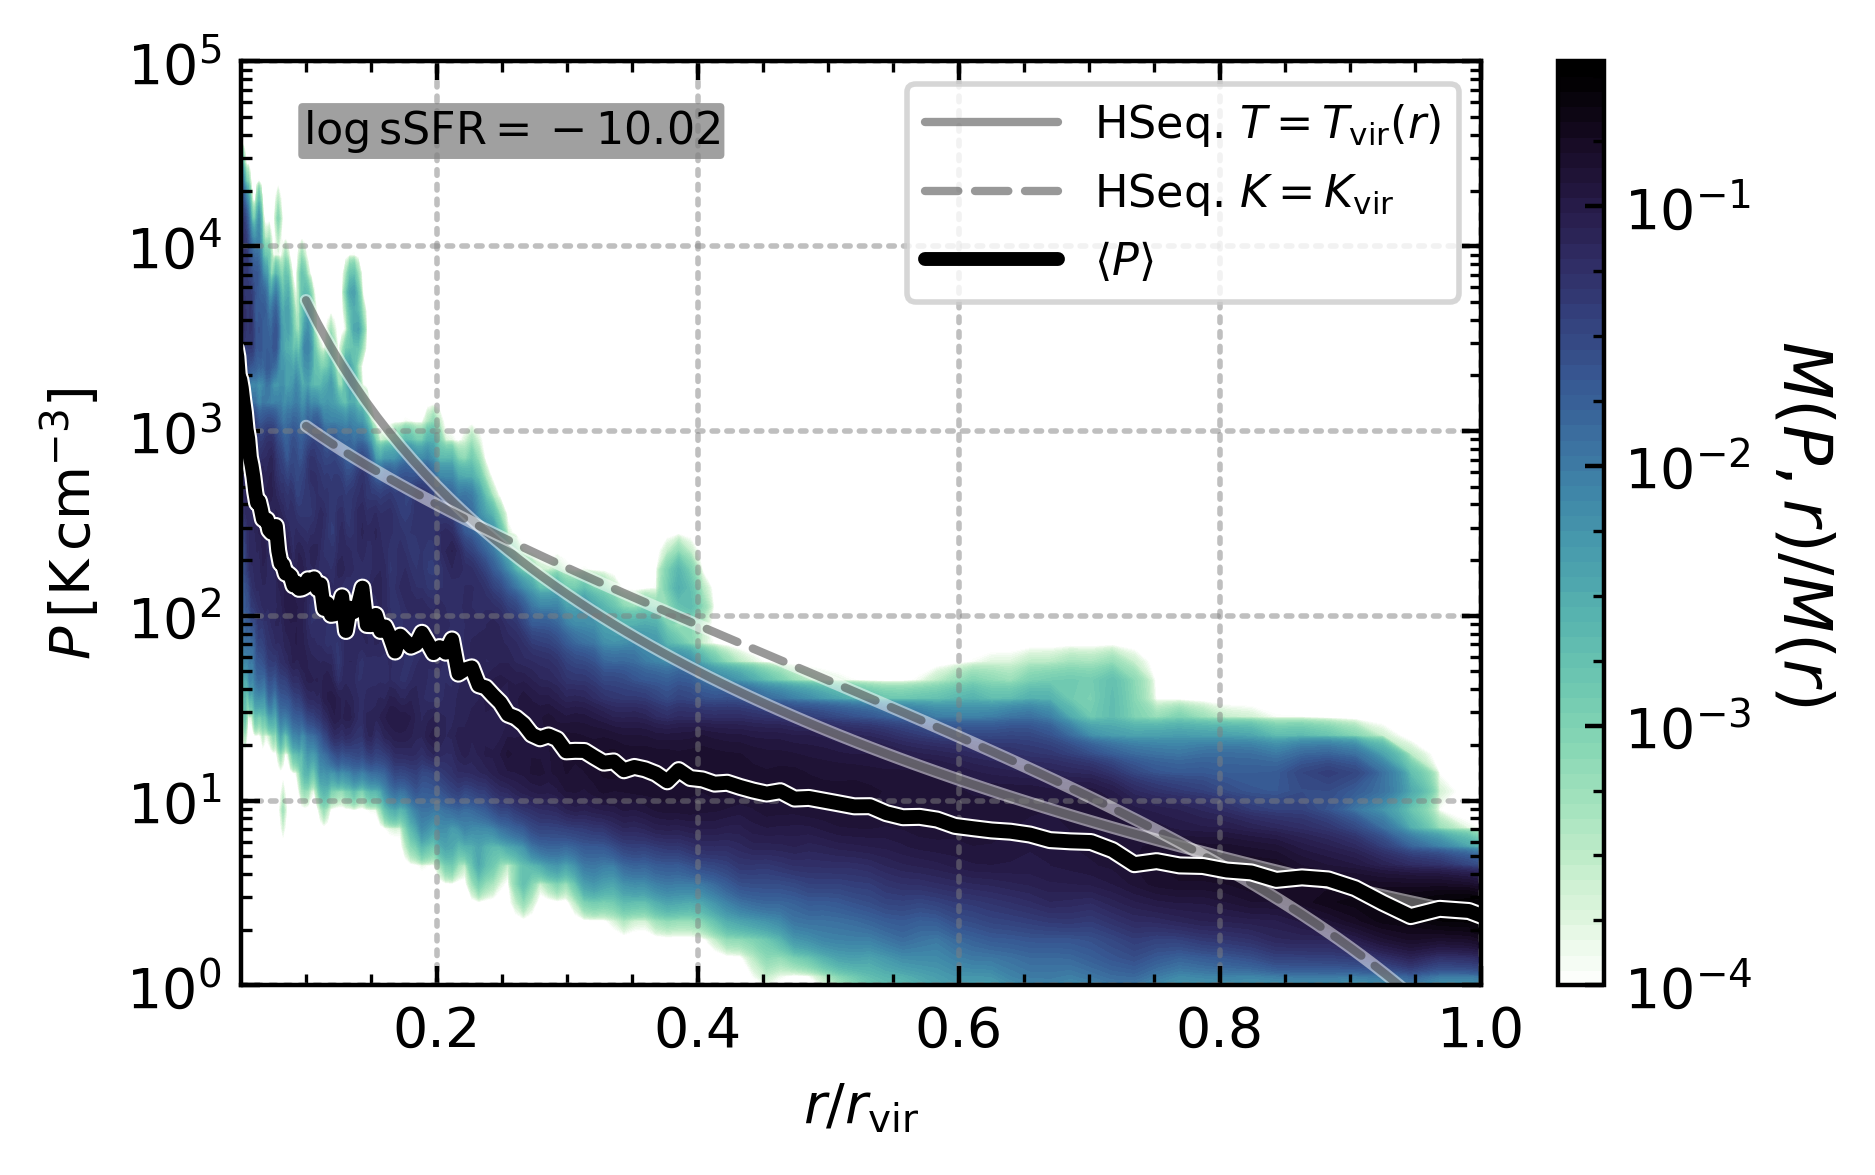 log sSFR = −10.02
HSeq. T = T_vir(r)
HSeq. K = K_vir
⟨P⟩
10^5
10^4
10^3
10^2
10^1
10^0
P [K cm^−3]
0.2 0.4 0.6 0.8 1.0
r/r_vir
10^−1
10^−2
10^−3
10^−4
M(P, r)/M(r)